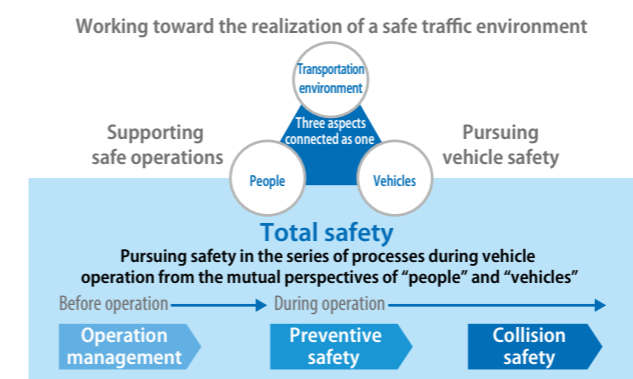 Working toward the realization of a safe traffic environment
Transportation
environment
Three aspects
connected as one
Supporting
safe operations
Pursuing
vehicle safety
People
Vehicles
Total safety
Pursuing safety in the series of processes during vehicle
operation from the mutual perspectives of “people” and “vehicles”
Before operation
During operation
Operation
management
Preventive
safety
Collision
safety